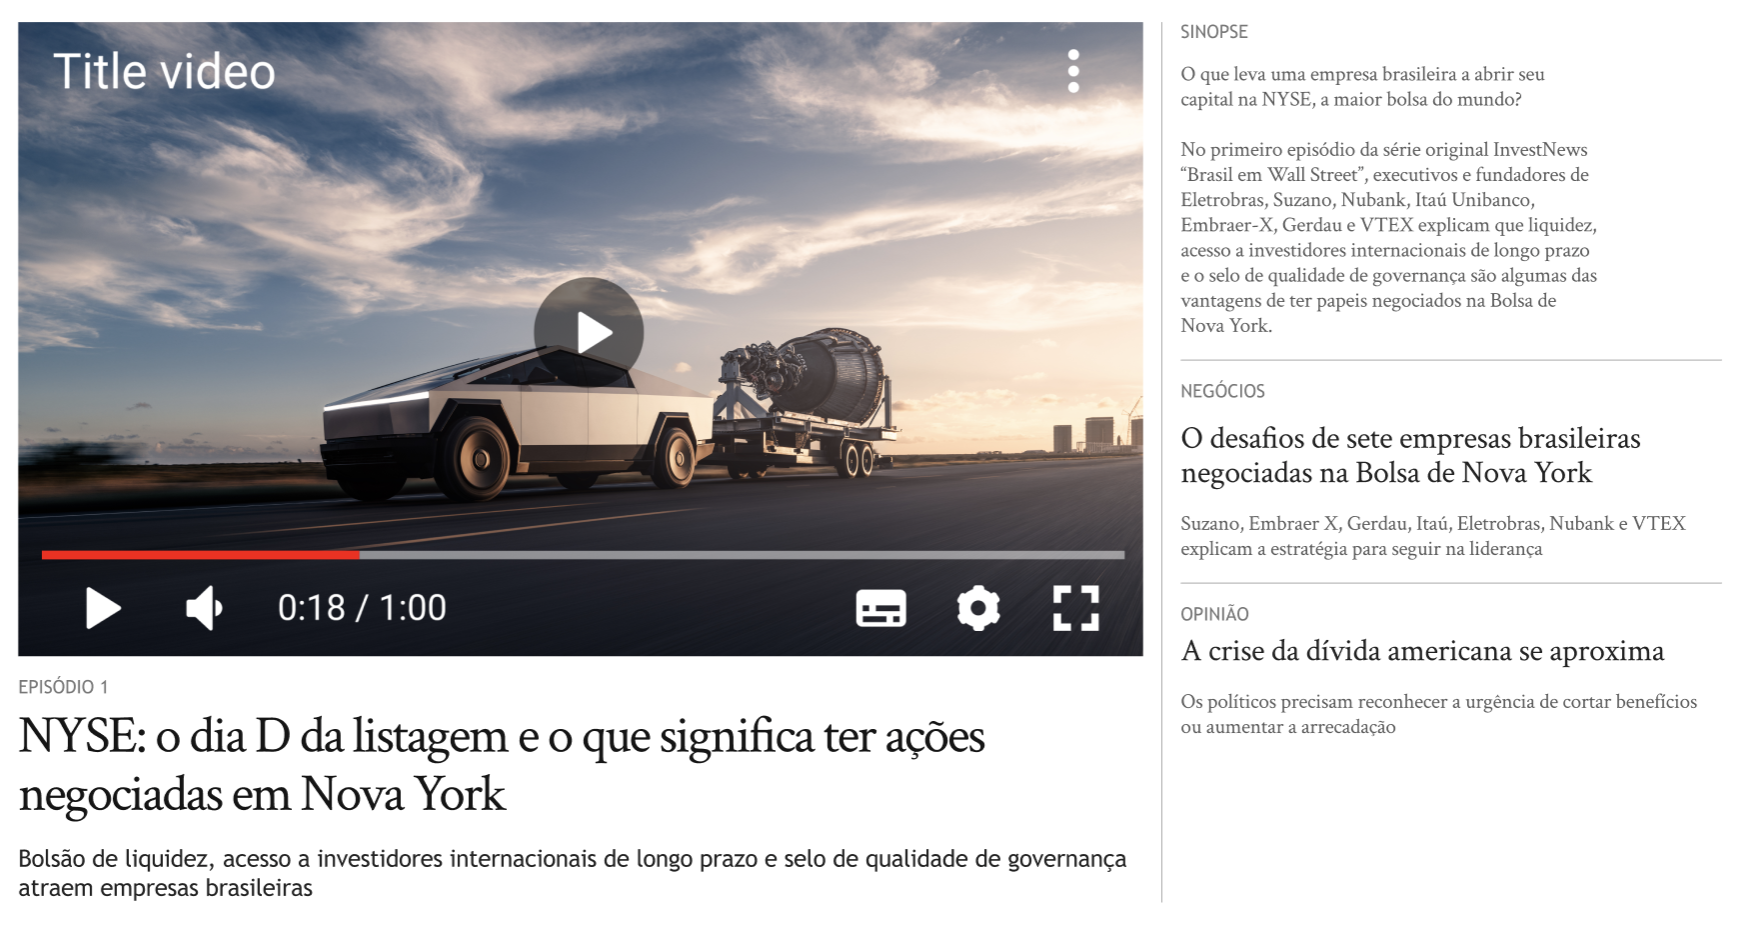 Title video
0:18 / 1:00
EPISÓDIO 1
NYSE: o dia D da listagem e o que significa ter ações
negociadas em Nova York
Bolsão de liquidez, acesso a investidores internacionais de longo prazo e selo de qualidade de governança
atraem empresas brasileiras
SINOPSE
O que leva uma empresa brasileira a abrir seu
capital na NYSE, a maior bolsa do mundo?
No primeiro episódio da série original InvestNews
“Brasil em Wall Street”, executivos e fundadores de
Eletrobras, Suzano, Nubank, Itaú Unibanco,
Embraer-X, Gerdau e VTEX explicam que liquidez,
acesso a investidores internacionais de longo prazo
e o selo de qualidade de governança são algumas das
vantagens de ter papeis negociados na Bolsa de
Nova York.
NEGÓCIOS
O desafios de sete empresas brasileiras
negociadas na Bolsa de Nova York
Suzano, Embraer X, Gerdau, Itaú, Eletrobras, Nubank e VTEX
explicam a estratégia para seguir na liderança
OPINIÃO
A crise da dívida americana se aproxima
Os políticos precisam reconhecer a urgência de cortar benefícios
ou aumentar a arrecadação